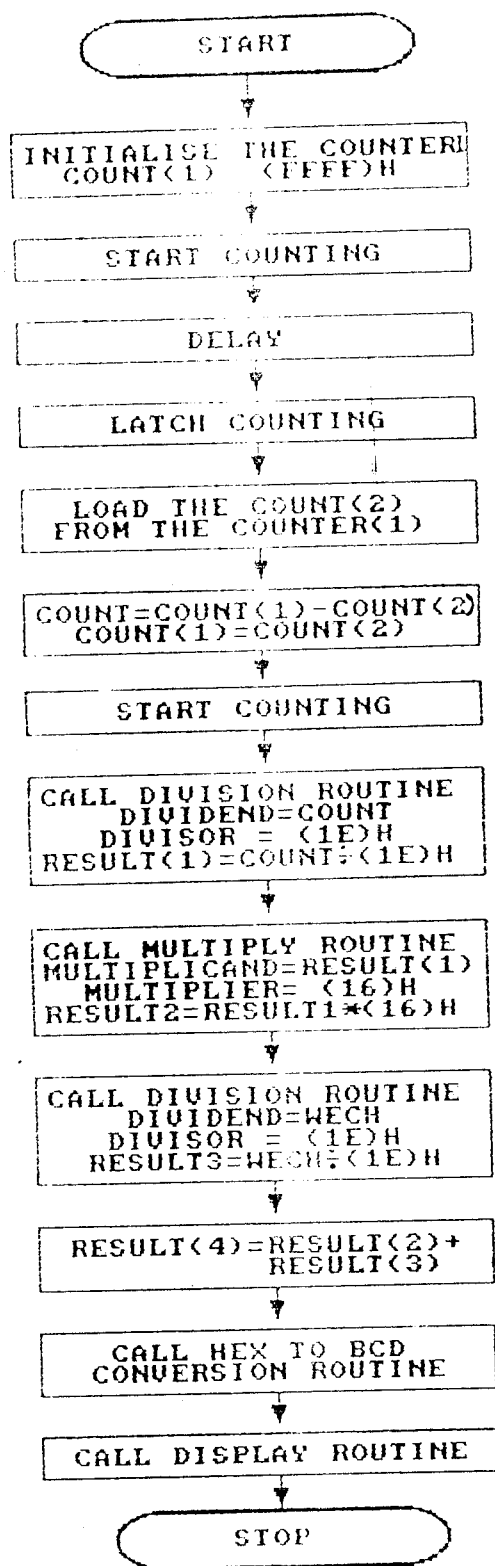 START
INITIALISE THE COUNTER1
COUNT(1) (FFFF)H
START COUNTING
DELAY
LATCH COUNTING
LOAD THE COUNT(2)
FROM THE COUNTER(1)
COUNT=COUNT(1)-COUNT(2)
COUNT(1)=COUNT(2)
START COUNTING
CALL DIVISION ROUTINE
DIVIDEND=COUNT
DIVISOR = (1E)H
RESULT(1)=COUNT÷(1E)H
CALL MULTIPLY ROUTINE
MULTIPLICAND=RESULT(1)
MULTIPLIER= (16)H
RESULT2=RESULT1*(16)H
CALL DIVISION ROUTINE
DIVIDEND=WECH
DIVISOR = (1E)H
RESULT3=WECH÷(1E)H
RESULT(4)=RESULT(2)+
RESULT(3)
CALL HEX TO BCD
CONVERSION ROUTINE
CALL DISPLAY ROUTINE
STOP